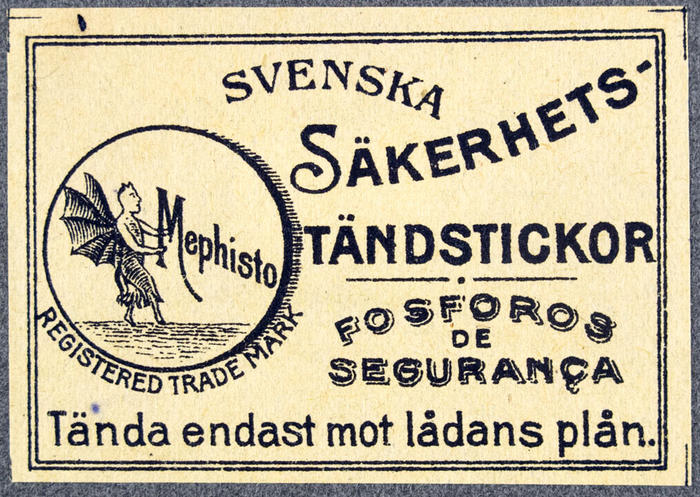 SVENSKA
SÄKERHETS-
TÄNDSTICKOR
Mephisto
REGISTERED TRADE MARK
FOSFOROS
DE
SEGURANÇA
Tända endast mot lådans plån.